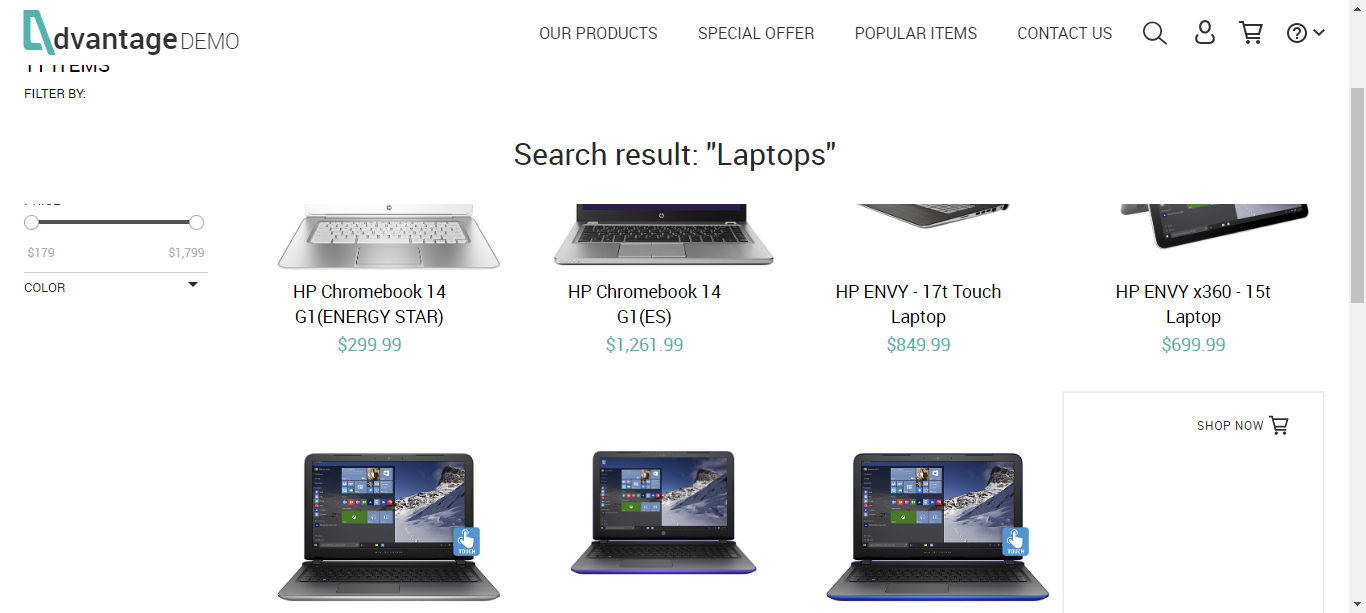 dvantage DEMO
OUR PRODUCTS
SPECIAL OFFER
POPULAR ITEMS
CONTACT US
11 ITEMS
FILTER BY:
Search result: "Laptops"
PRICE
$179
$1,799
COLOR
HP Chromebook 14
G1(ENERGY STAR)
$299.99
HP Chromebook 14
G1(ES)
$1,261.99
HP ENVY - 17t Touch
Laptop
$849.99
HP ENVY x360 - 15t
Laptop
$699.99
SHOP NOW
TOUCH
TOUCH